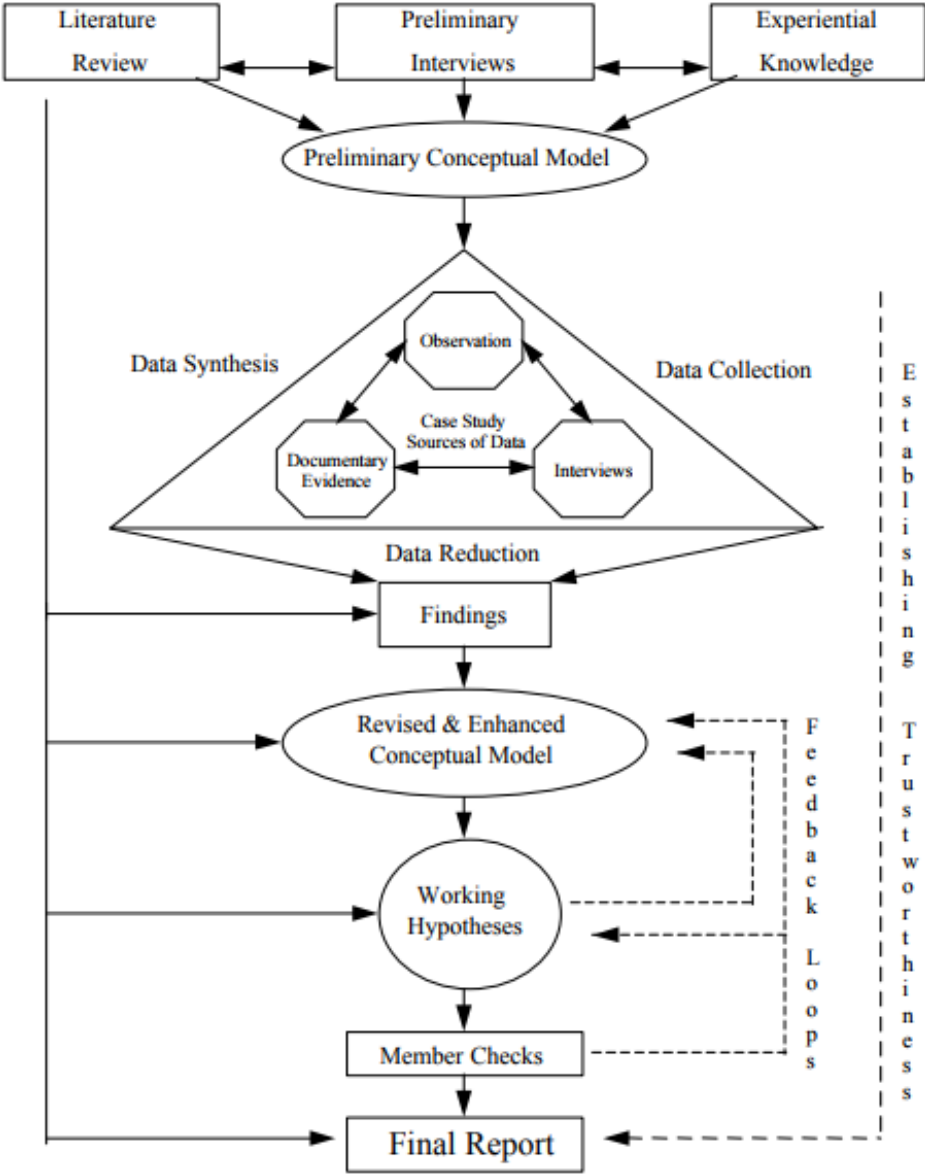 Literature
Review
Preliminary
Interviews
Experiential
Knowledge
Preliminary Conceptual Model
Observation
Data Synthesis
Data Collection
Case Study
Sources of Data
Documentary
Evidence
Interviews
Data Reduction
Findings
Revised & Enhanced
Conceptual Model
Working
Hypotheses
Member Checks
Final Report
Feedback Loops
Establishing Trustworthiness